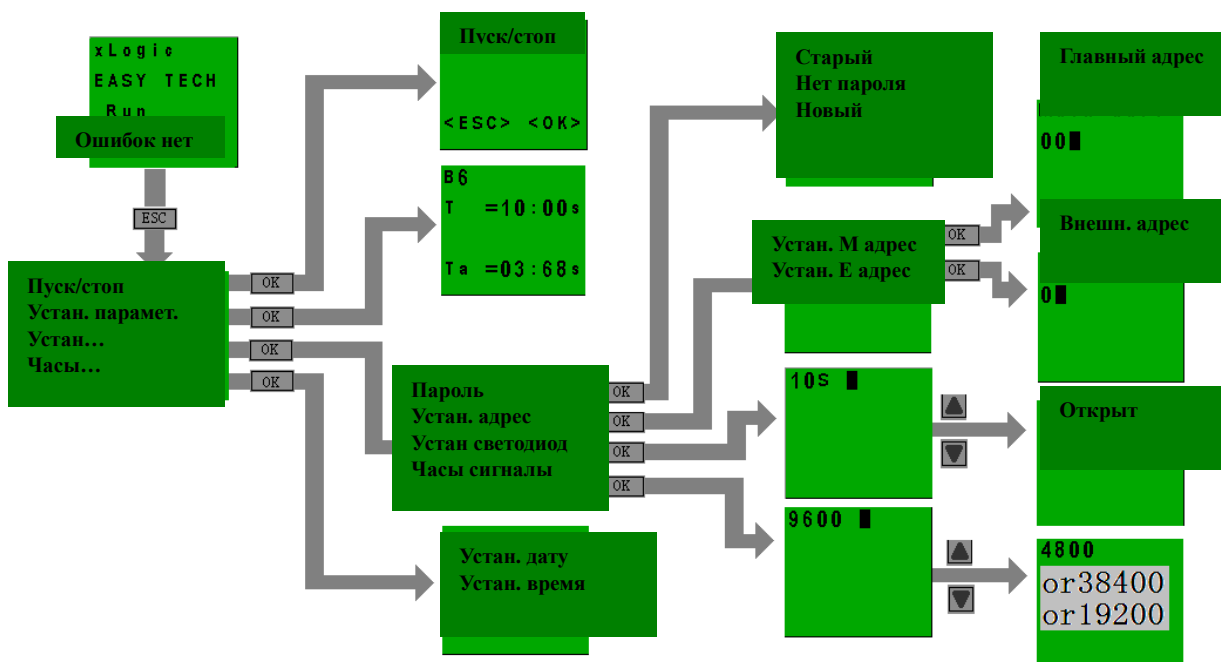 xLogic
EASY TECH
Run
Ошибок нет
ESC
Пуск/стоп
Устан. парамет.
Устан...
Часы...
OK
OK
OK
OK
Пуск/стоп
<ESC> <OK>
B6
T =10:00s
Ta =03:68s
Пароль
Устан. адрес
Устан светодиод
Часы сигналы
OK
OK
OK
OK
Устан. дату
Устан. время
Старый
Нет пароля
Новый
Устан. М адрес
Устан. Е адрес
OK
OK
Главный адрес
00
Внешн. адрес
0
10s
Открыт
9600
4800
or38400
or19200